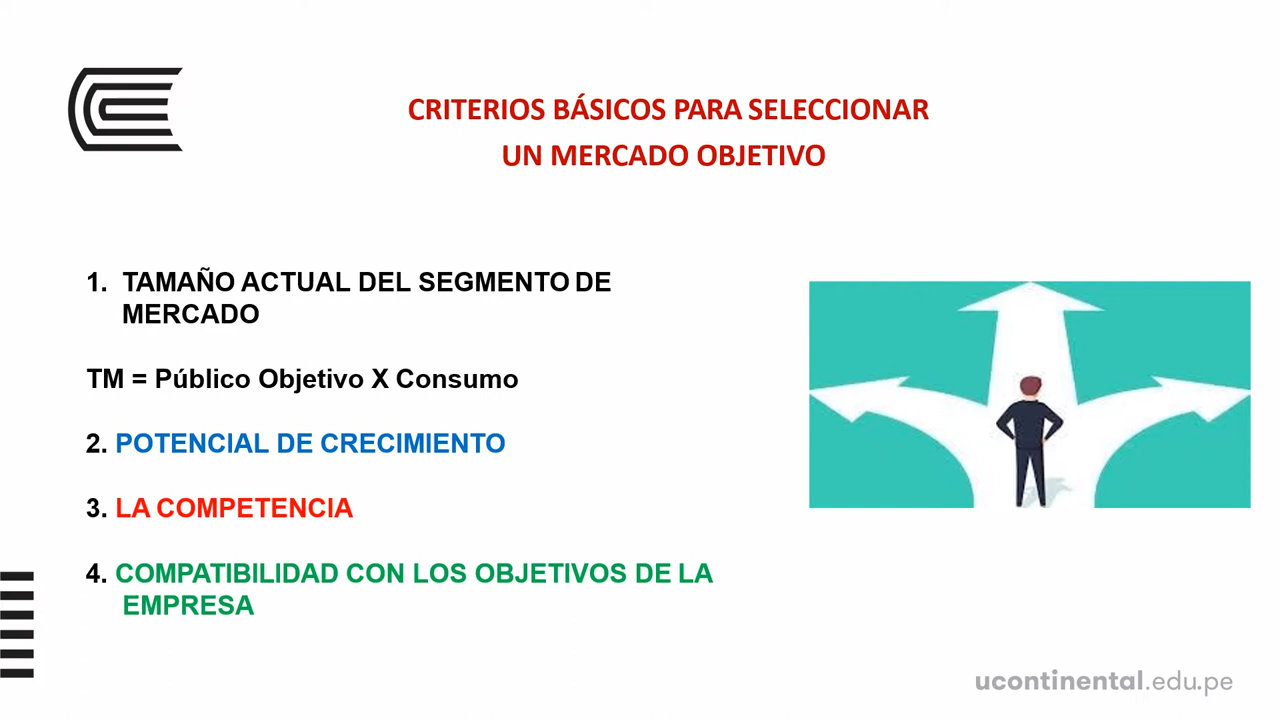 CRITERIOS BÁSICOS PARA SELECCIONAR
UN MERCADO OBJETIVO
1. TAMAÑO ACTUAL DEL SEGMENTO DE
MERCADO
TM = Público Objetivo X Consumo
2. POTENCIAL DE CRECIMIENTO
3. LA COMPETENCIA
4. COMPATIBILIDAD CON LOS OBJETIVOS DE LA
EMPRESA
ucontinental.edu.pe